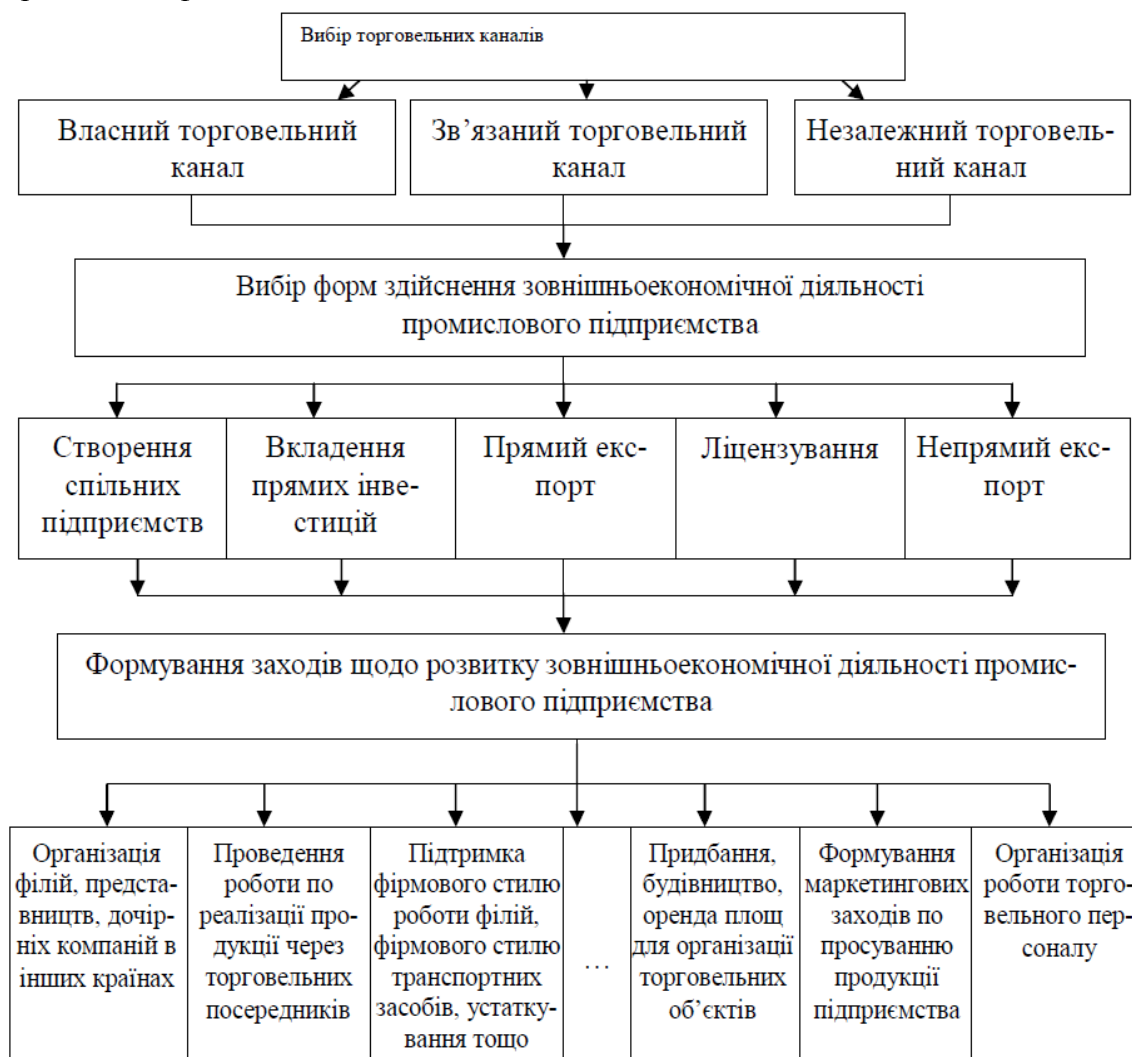 Вибір торговельних каналів
Власний торговельний
канал
Зв’язаний торговельний
канал
Незалежний торговель-
ний канал
Вибір форм здійснення зовнішньоекономічної діяльності
промислового підприємства
Створення
спільних
підприємств
Вкладення
прямих інве-
стицій
Прямий екс-
порт
Ліцензування
Непрямий екс-
порт
Формування заходів щодо розвитку зовнішньоекономічної діяльності промис-
лового підприємства
Організація
філій, предста-
вництв, дочір-
ніх компаній в
інших країнах
Проведення
роботи по
реалізації про-
дукції через
торговельних
посередників
Підтримка
фірмового стилю
роботи філій,
фірмового стилю
транспортних
засобів, устатку-
вання тощо
…
Придбання,
будівництво,
оренда площ
для організації
торговельних
об’єктів
Формування
маркетингових
заходів по
просуванню
продукції
підприємства
Організація
роботи торго-
вельного пер-
соналу